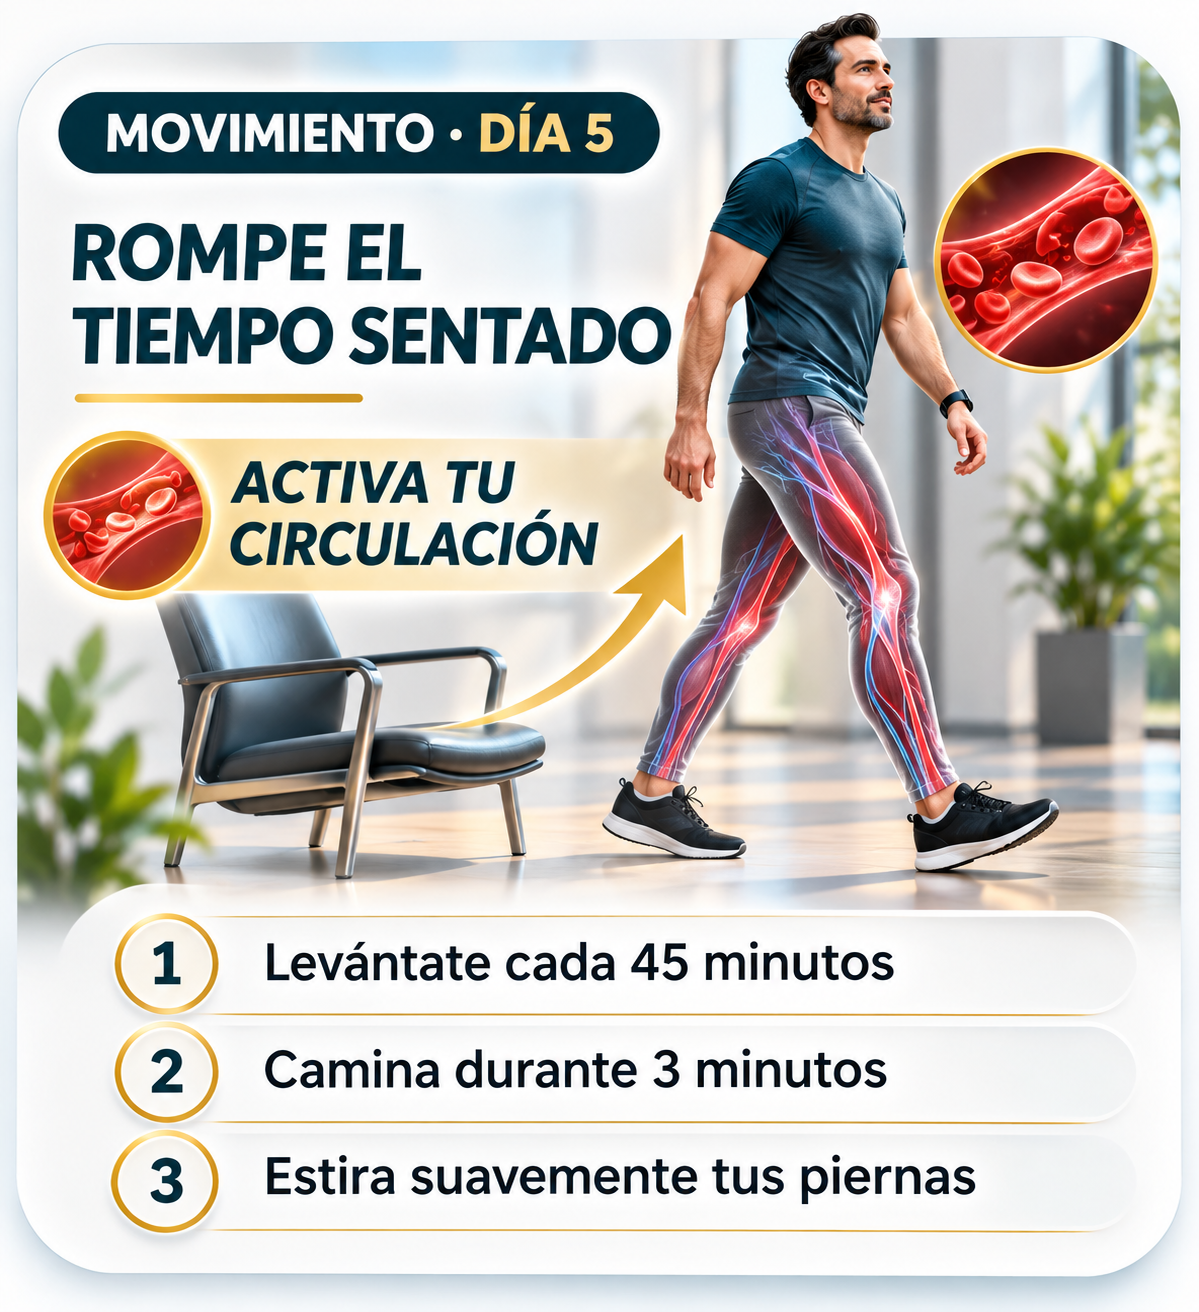 MOVIMIENTO · DÍA 5
ROMPE EL
TIEMPO SENTADO
ACTIVA TU
CIRCULACIÓN
1 Levántate cada 45 minutos
2 Camina durante 3 minutos
3 Estira suavemente tus piernas